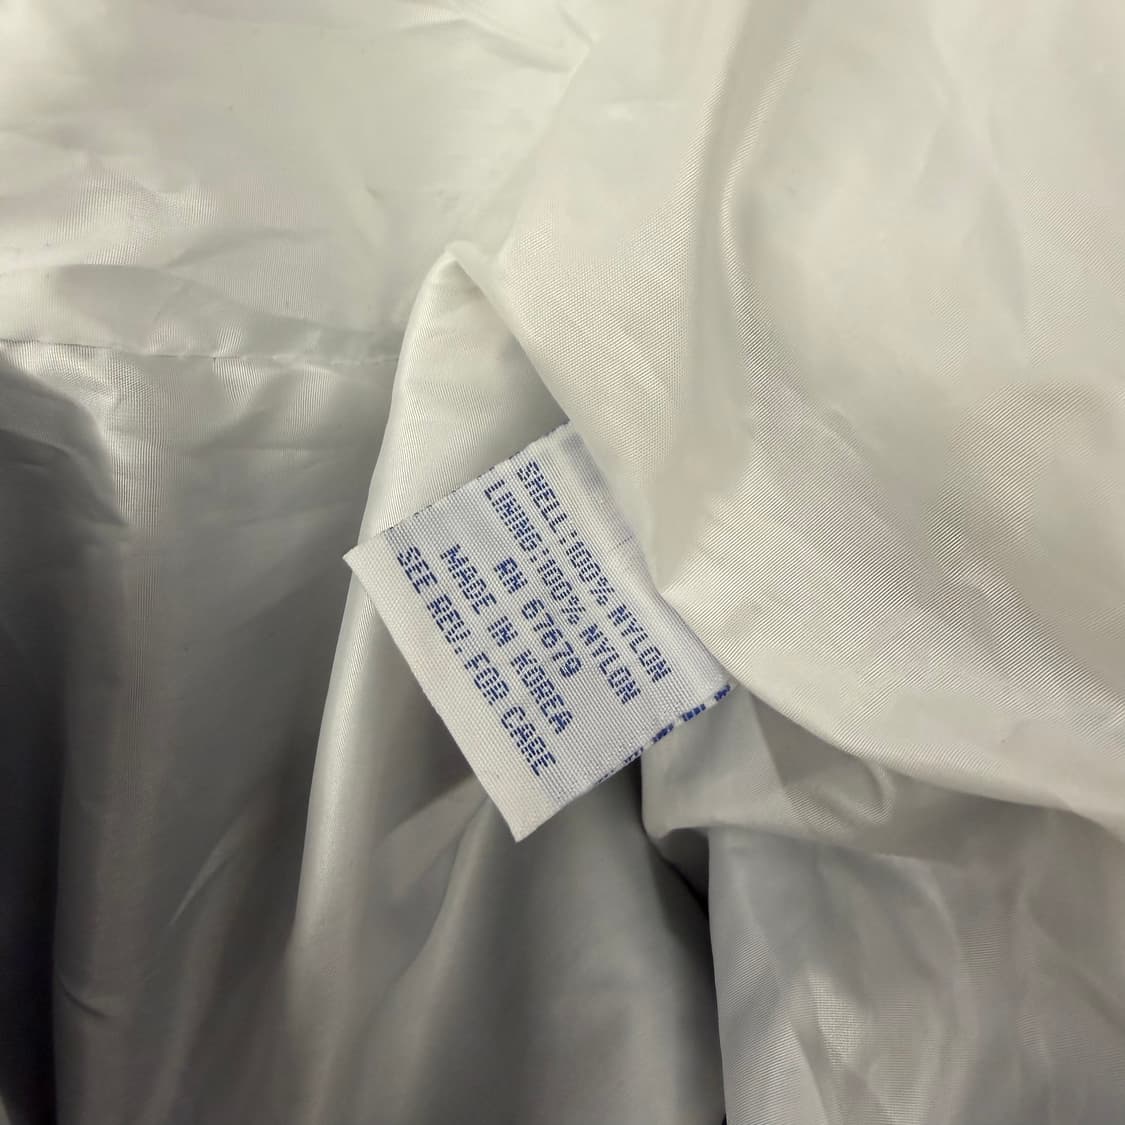 SHELL:100% NYLON
LINING:100% NYLON
RN 67679
MADE IN KOREA
SEE REV. FOR CARE